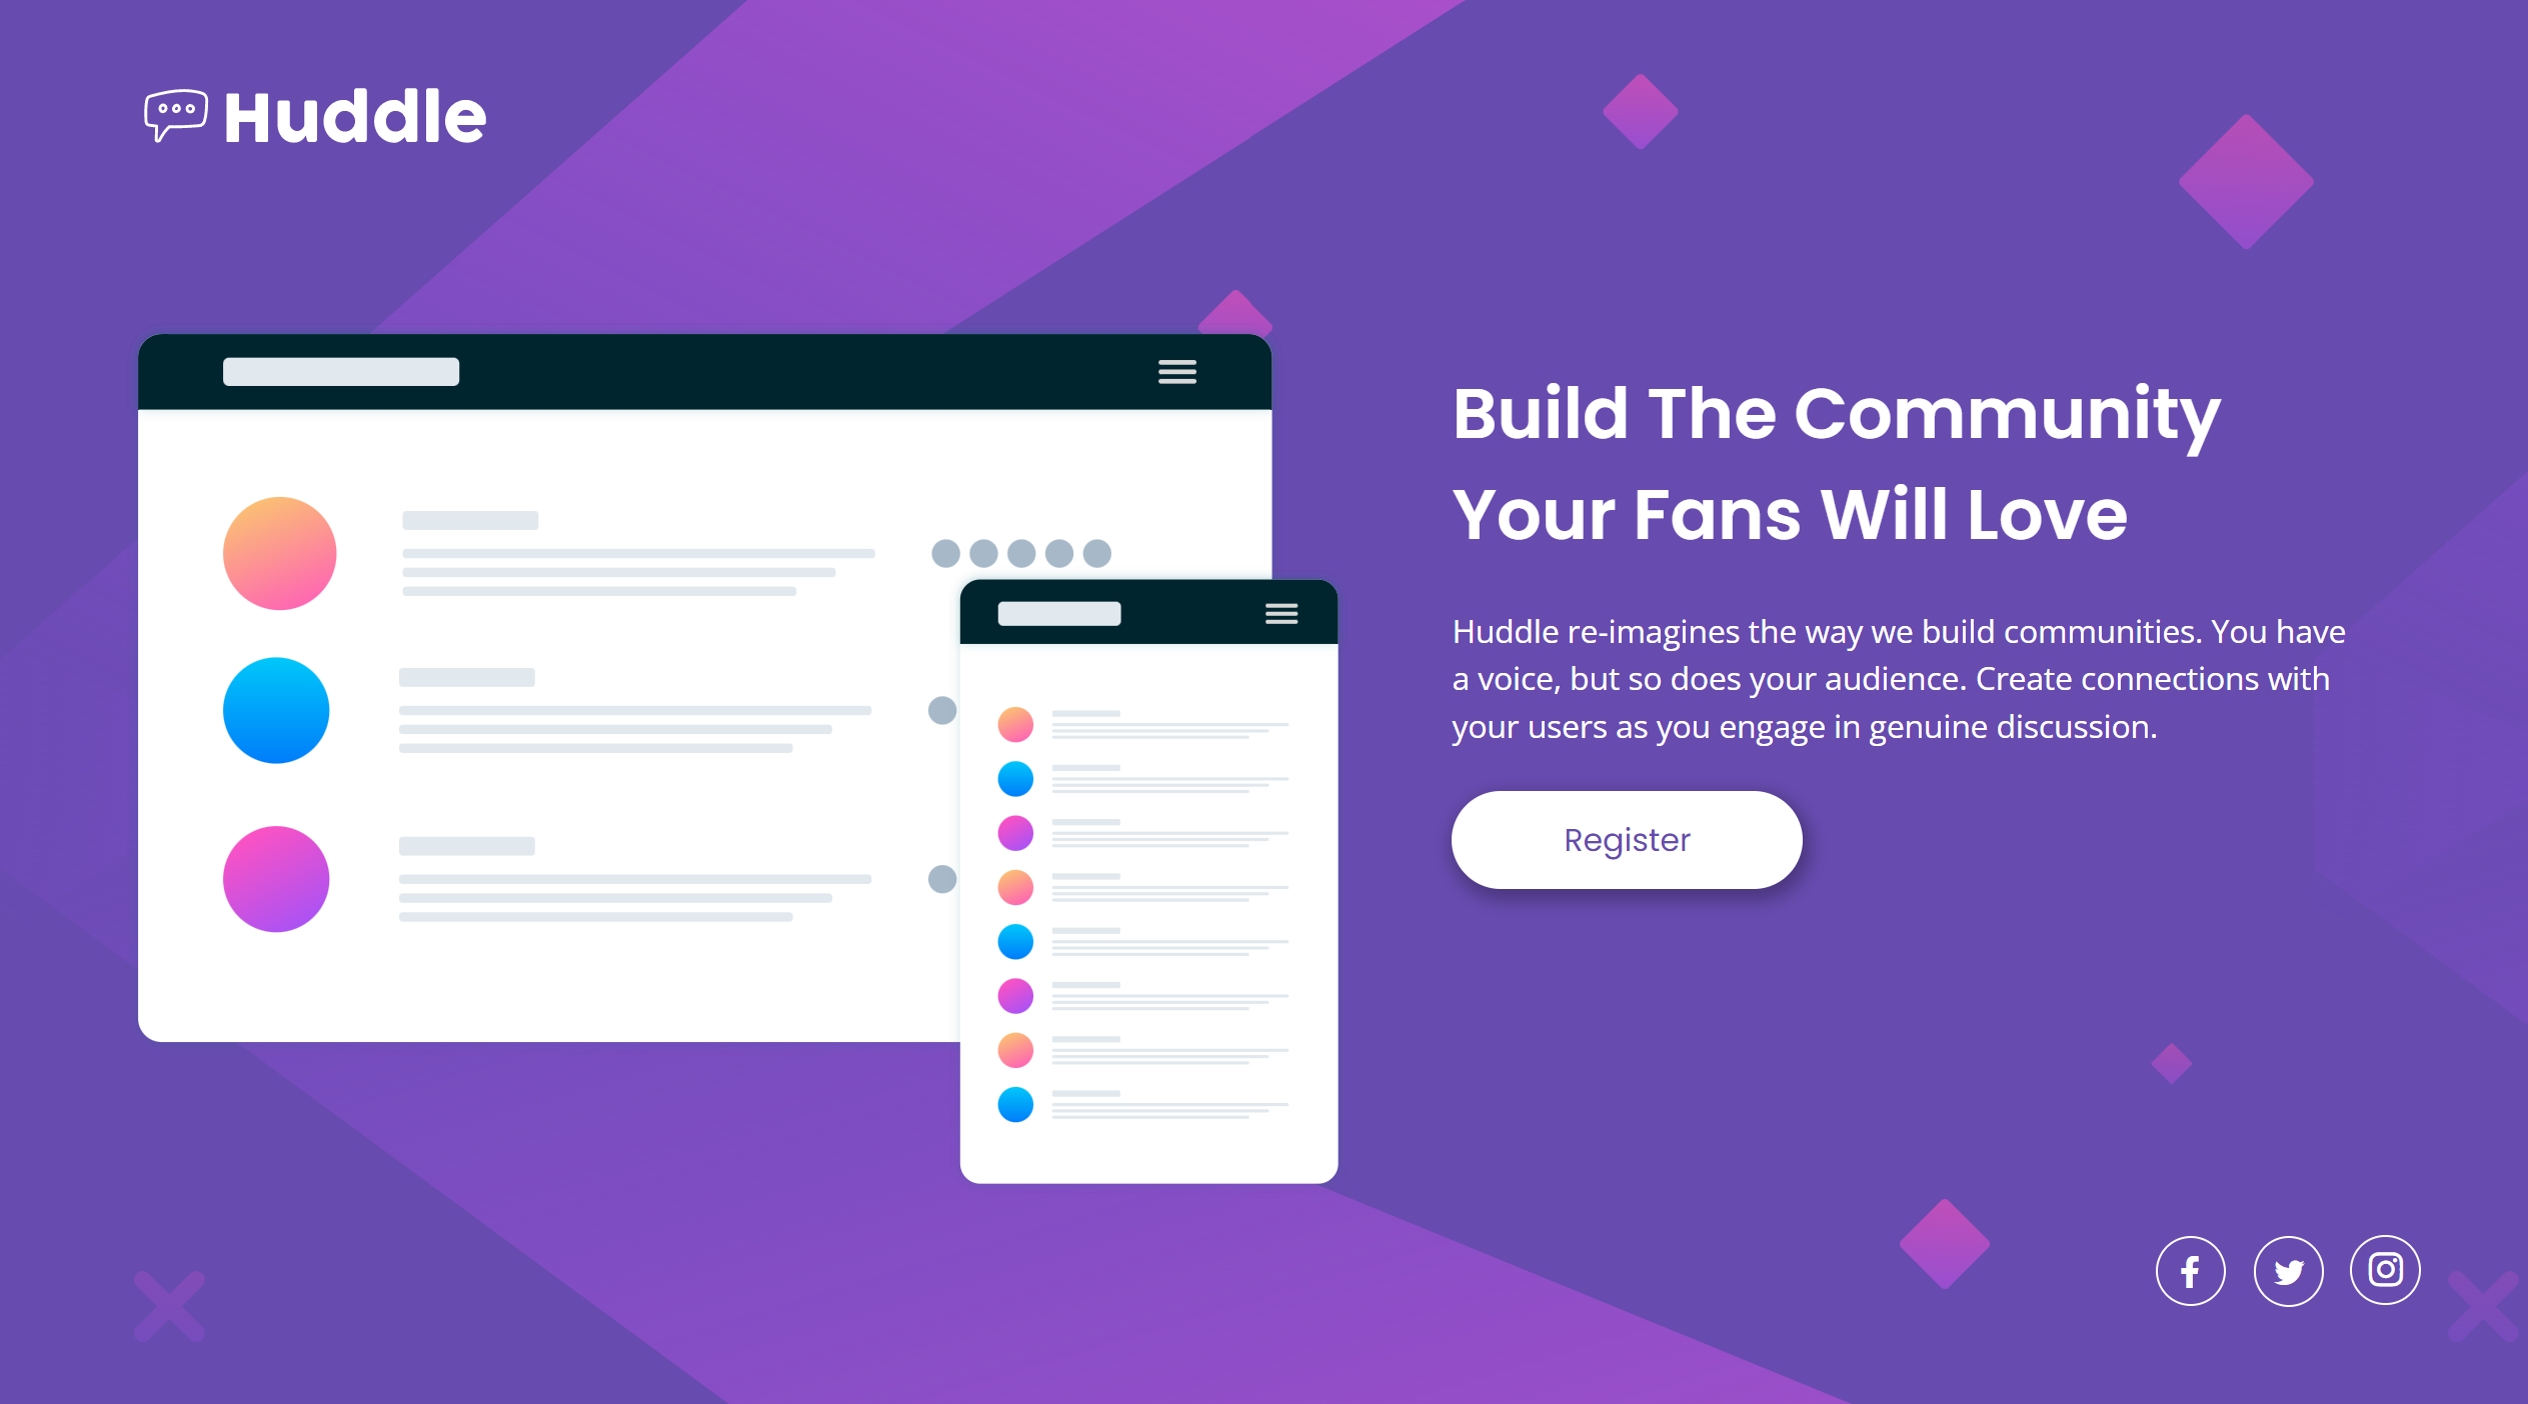 Huddle
Build The Community
Your Fans Will Love
Huddle re-imagines the way we build communities. You have
a voice, but so does your audience. Create connections with
your users as you engage in genuine discussion.
Register